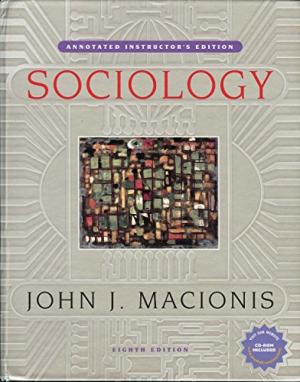 ANNOTATED INSTRUCTOR'S EDITION
SOCIOLOGY
JOHN J. MACIONIS
EIGHTH EDITION
CD-ROM
INCLUDED